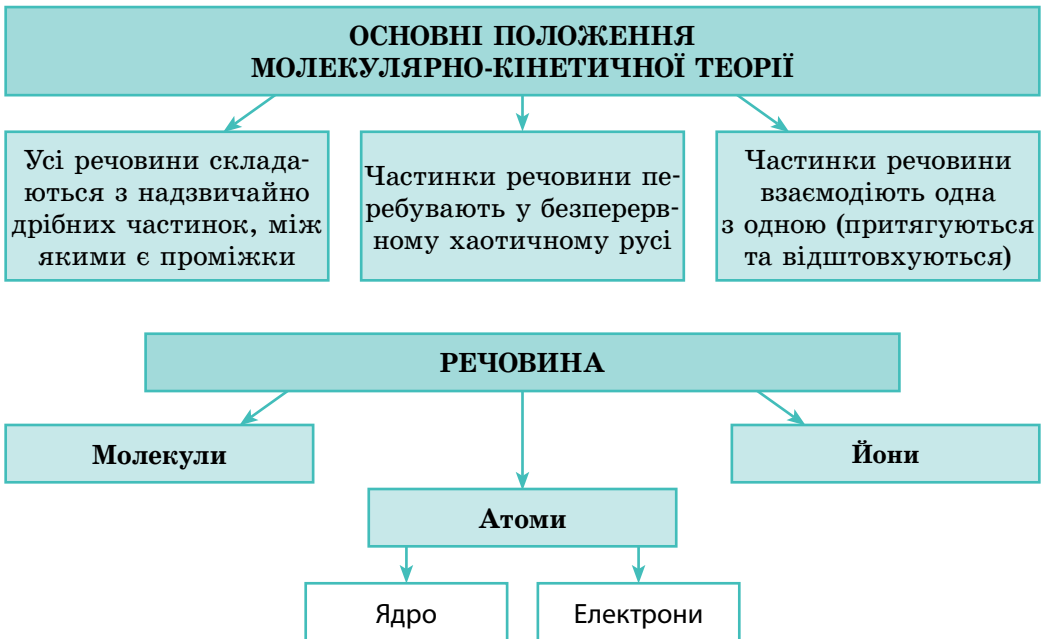 ОСНОВНІ ПОЛОЖЕННЯ
МОЛЕКУЛЯРНО-КІНЕТИЧНОЇ ТЕОРІЇ
Усі речовини склада-
ються з надзвичайно
дрібних частинок, між
якими є проміжки
Частинки речовини пе-
ребувають у безперерв-
ному хаотичному русі
Частинки речовини
взаємодіють одна
з одною (притягуються
та відштовхуються)
РЕЧОВИНА
Молекули
Йони
Атоми
Ядро
Електрони